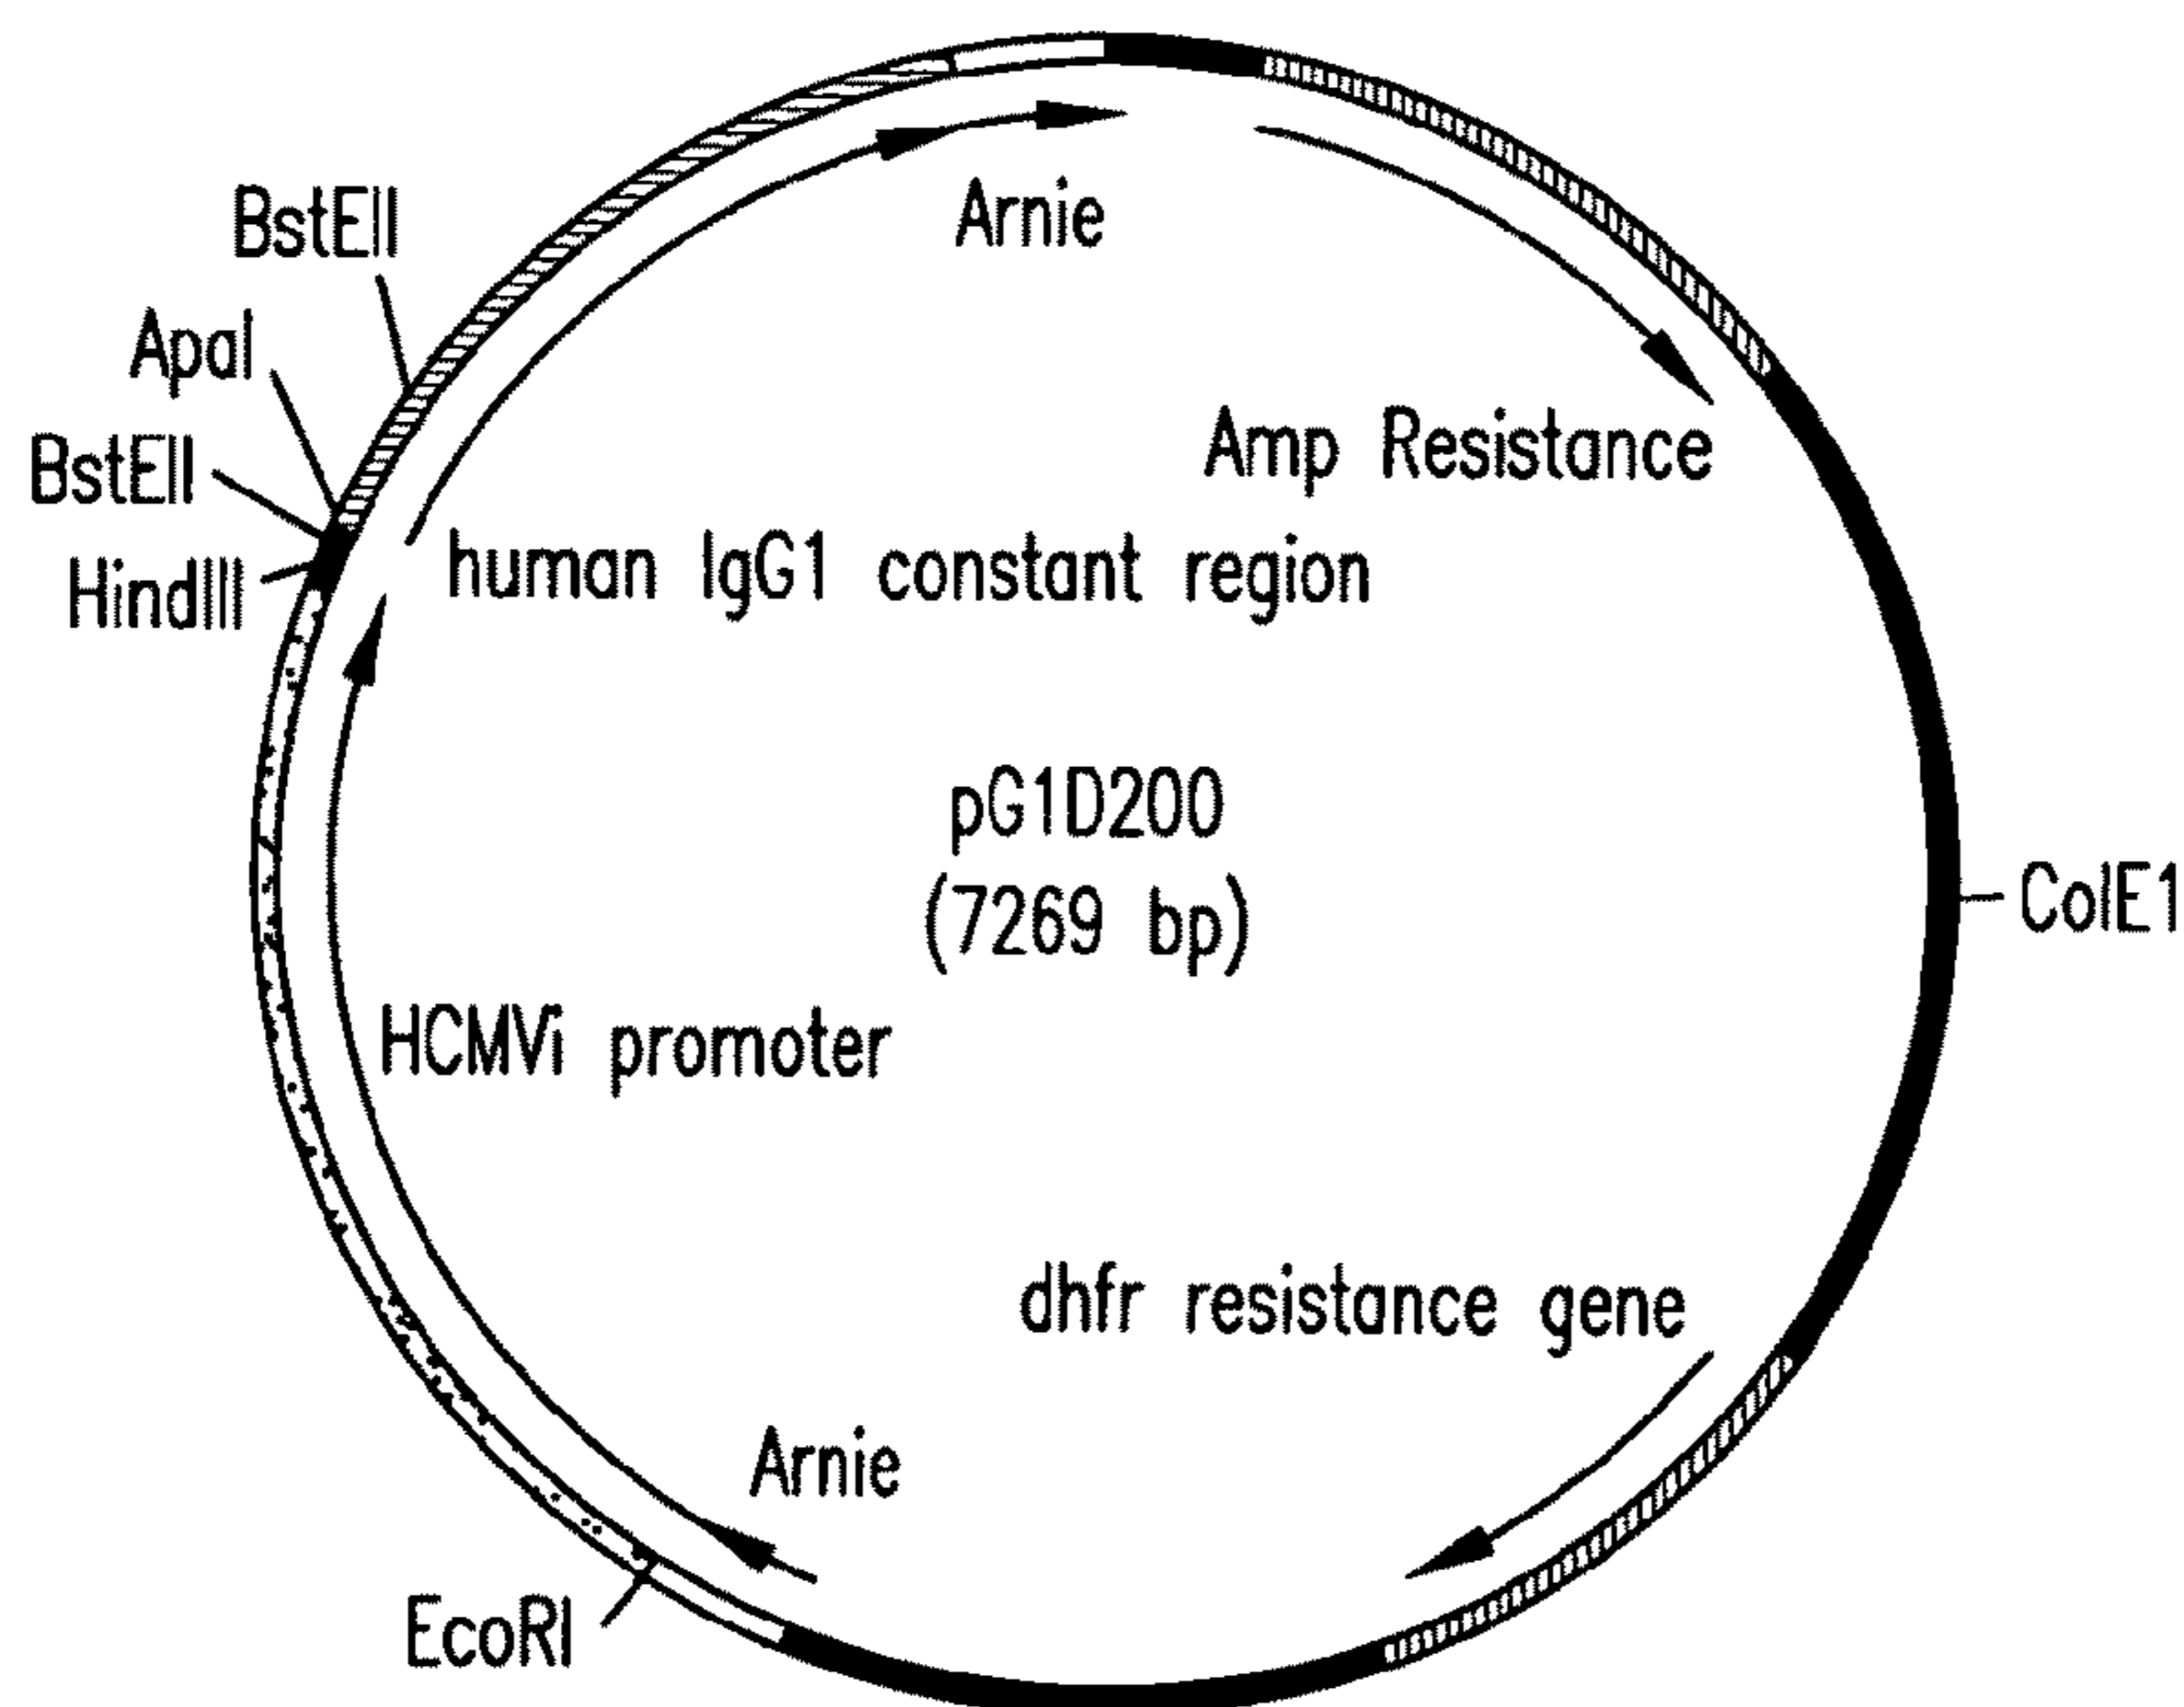 BstEII
Arnie
ApaI
Amp Resistance
BstEII
HindIII
human IgG1 constant region
pG1D200
(7269 bp)
ColE1
HCMVi promoter
dhfr resistance gene
Arnie
EcoRI